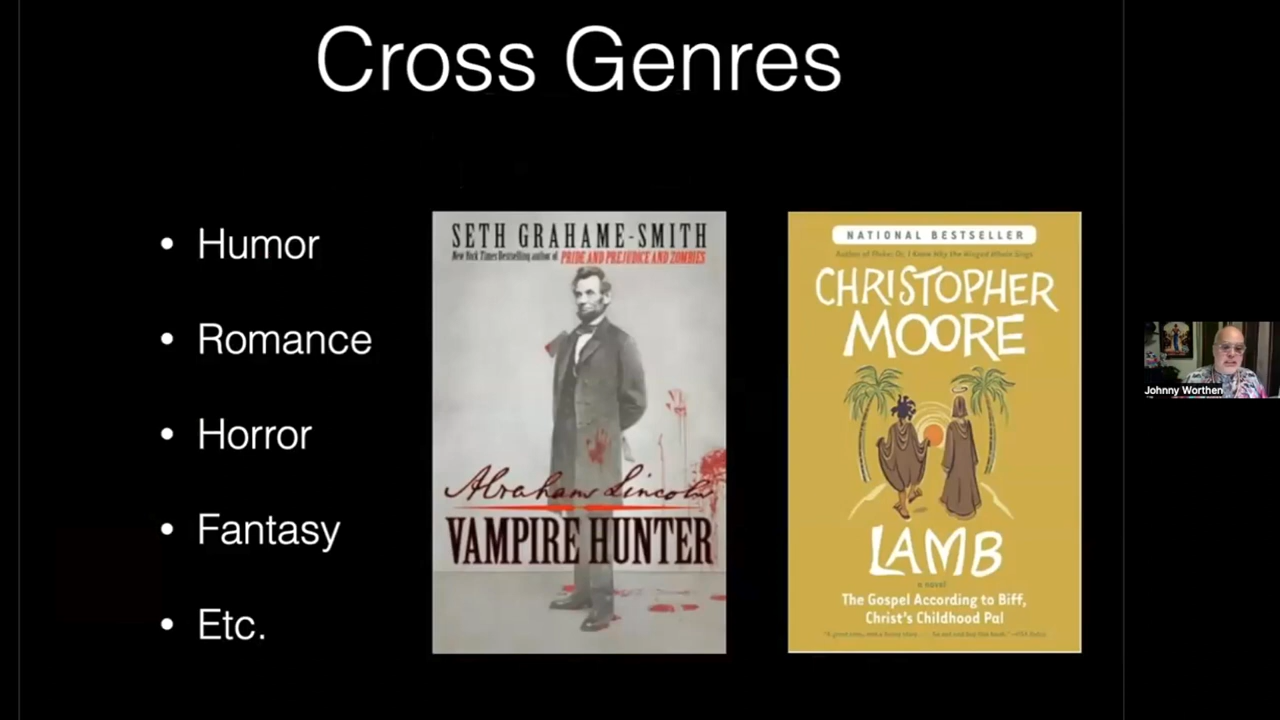 Cross Genres
• Humor
• Romance
• Horror
• Fantasy
• Etc.
SETH GRAHAME-SMITH
New York Times Bestselling author of PRIDE AND PREJUDICE AND ZOMBIES
Abraham Lincoln
VAMPIRE HUNTER
NATIONAL BESTSELLER
CHRISTOPHER
MOORE
LAMB
a novel
The Gospel According to Biff,
Christ's Childhood Pal
Johnny Worthen